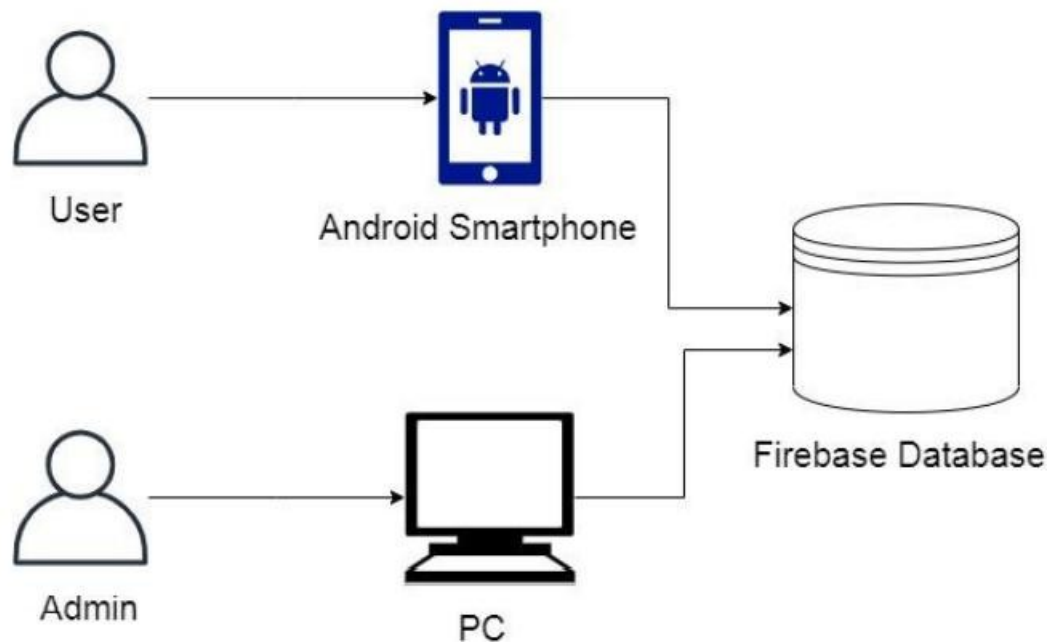 User
Android Smartphone
Firebase Database
Admin
PC